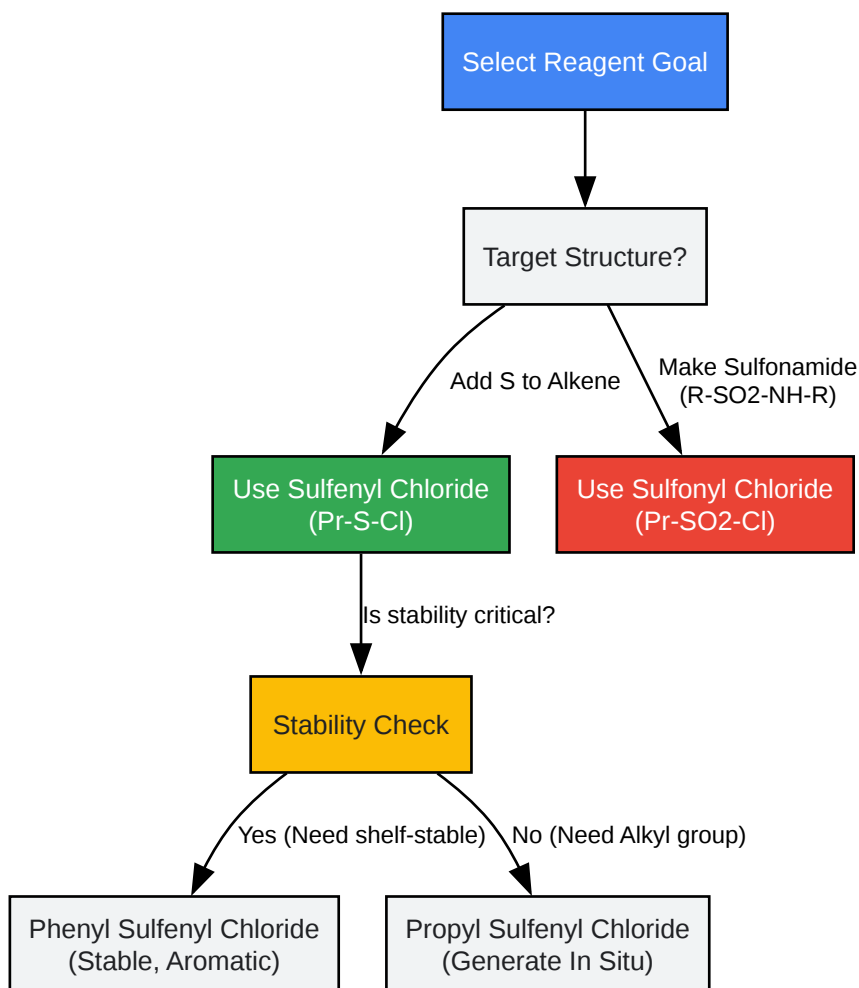 Select Reagent Goal
Target Structure?
Add S to Alkene
Make Sulfonamide
(R-SO2-NH-R)
Use Sulfenyl Chloride
(Pr-S-Cl)
Use Sulfonyl Chloride
(Pr-SO2-Cl)
Is stability critical?
Stability Check
Yes (Need shelf-stable)
No (Need Alkyl group)
Phenyl Sulfenyl Chloride
(Stable, Aromatic)
Propyl Sulfenyl Chloride
(Generate In Situ)